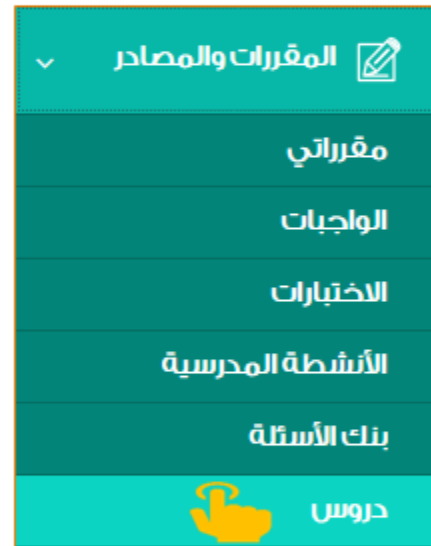 المقررات والمصادر
مقرراتي
الواجبات
الاختبارات
الأنشطة المدرسية
بنك الأسئلة
دروس